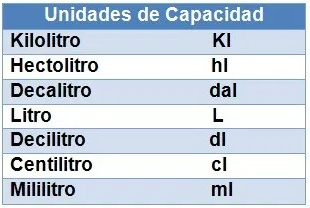 Unidades de Capacidad
Kilolitro Kl
Hectolitro hl
Decalitro dal
Litro L
Decilitro dl
Centilitro cl
Mililitro ml